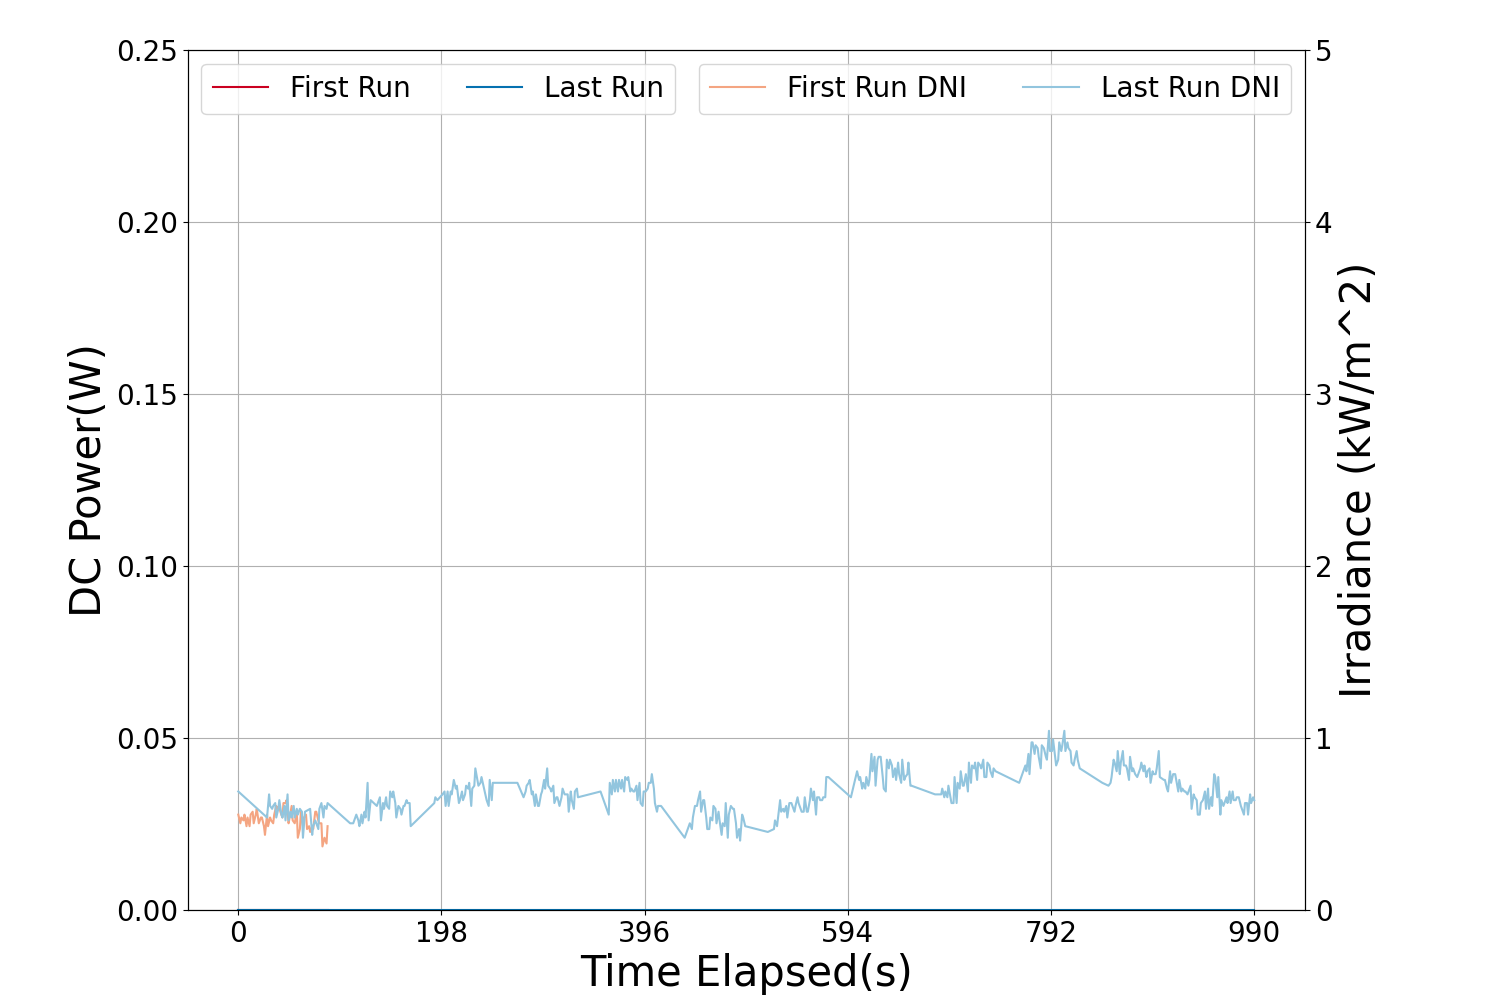 First Run Last Run First Run DNI Last Run DNI
DC Power(W)
0.25
0.20
0.15
0.10
0.05
0.00
5
4
3
2
1
0
Irradiance (kW/m^2)
0 198 396 594 792 990
Time Elapsed(s)